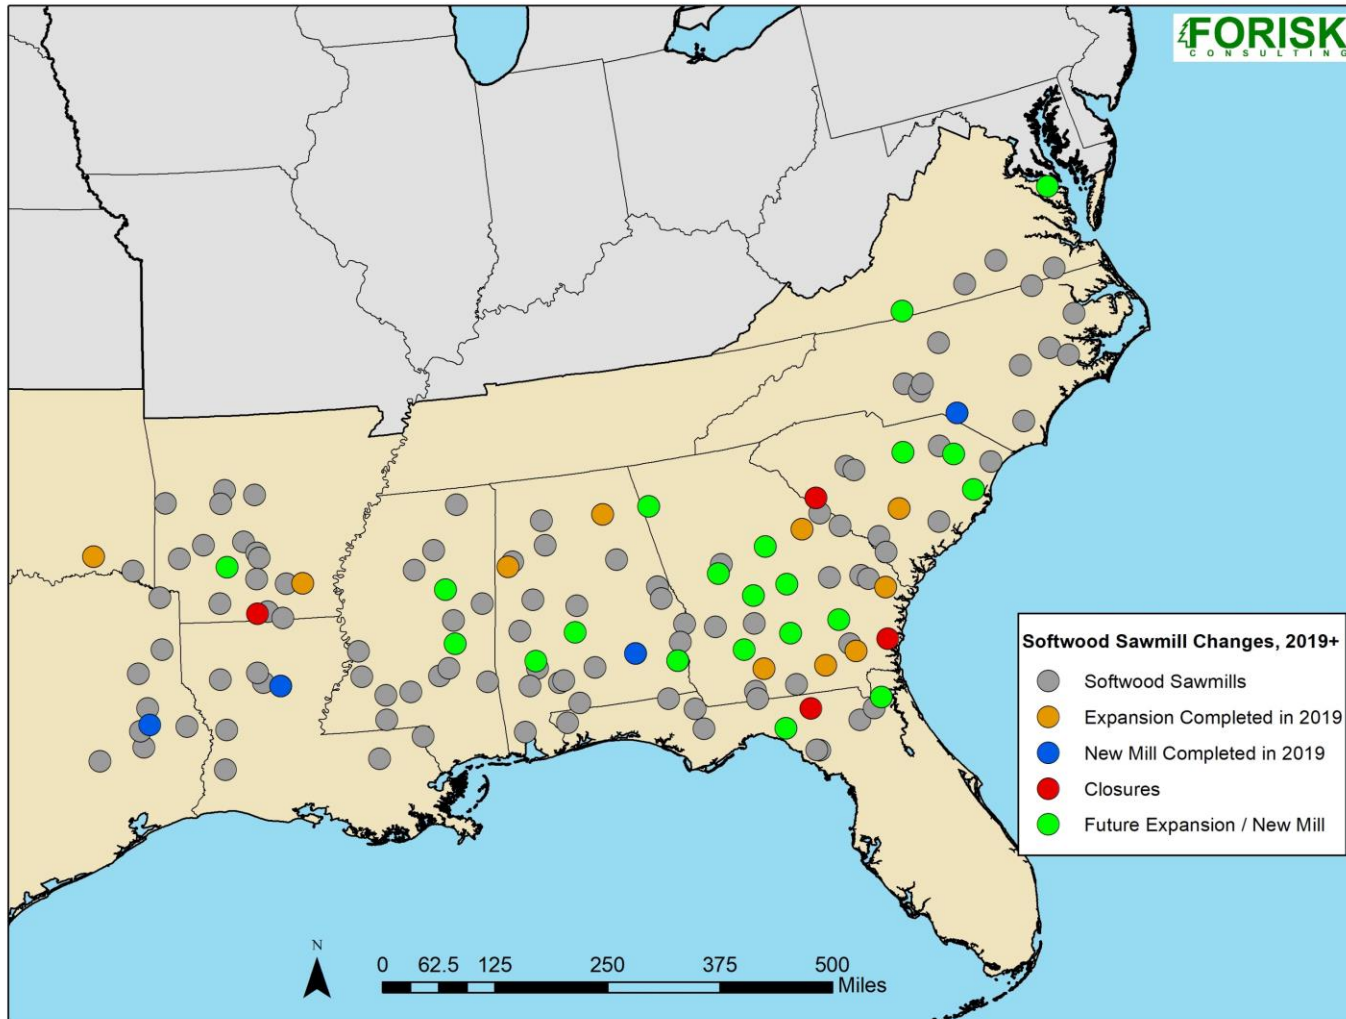 FORISK
CONSULTING
Softwood Sawmill Changes, 2019+
Softwood Sawmills
Expansion Completed in 2019
New Mill Completed in 2019
Closures
Future Expansion / New Mill
N
0 62.5 125 250 375 500
Miles